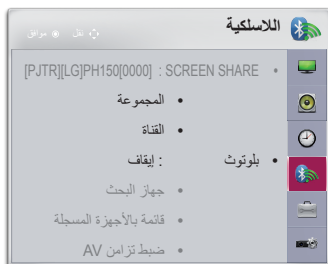 اللاسلكية
نقل موافق
SCREEN SHARE : [PJTR][LG]PH150[0000]
• المجموعة
• القناة
• بلوتوث : إيقاف
• جهاز البحث
• قائمة بالأجهزة المسجلة
• ضبط تزامن AV